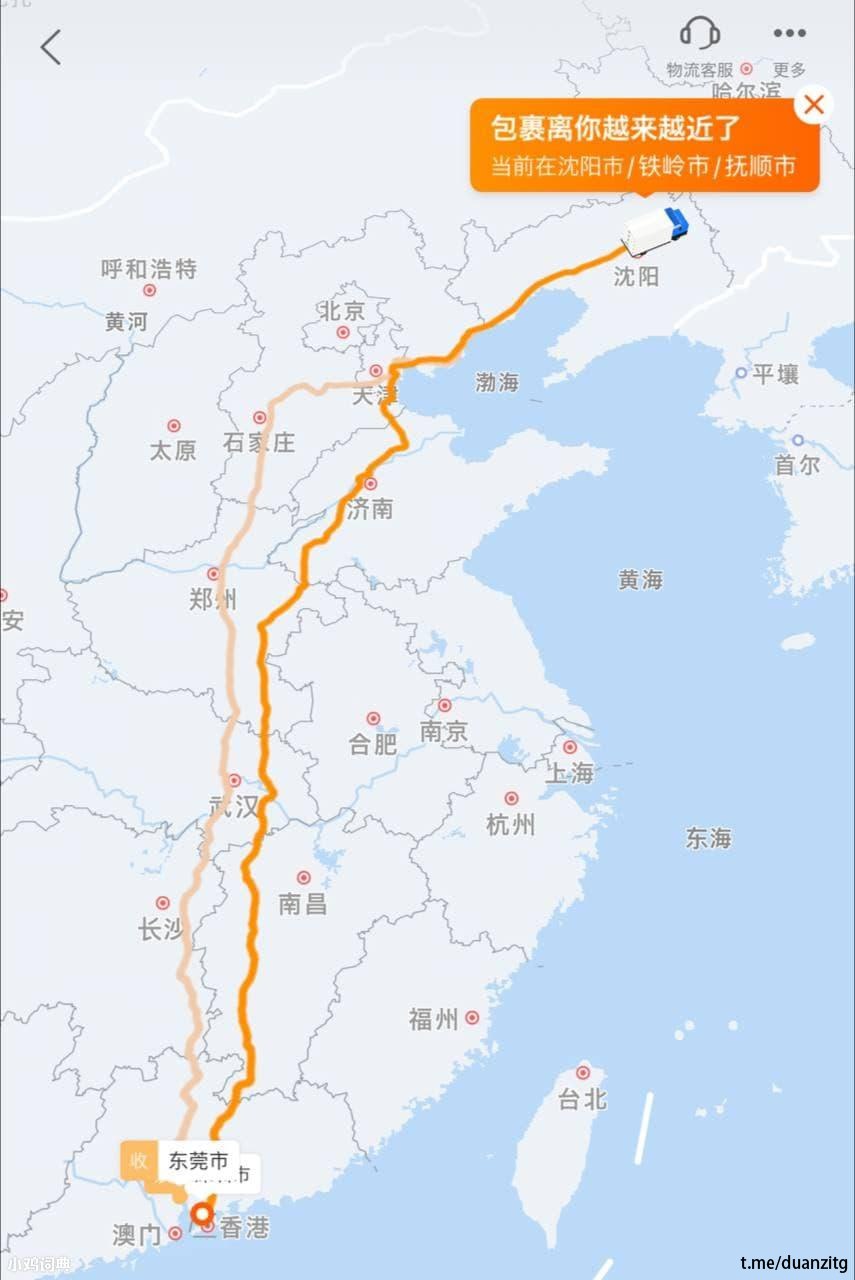 物流客服
更多
哈尔滨
包裹离你越来越近了
当前在沈阳市/铁岭市/抚顺市
沈阳
呼和浩特
黄河
北京
天津
渤海
平壤
首尔
太原
石家庄
济南
黄海
郑州
安
合肥
南京
上海
武汉
杭州
东海
南昌
长沙
福州
台北
收
东莞市
市
澳门
香港
小鸡词典
t.me/duanzitg